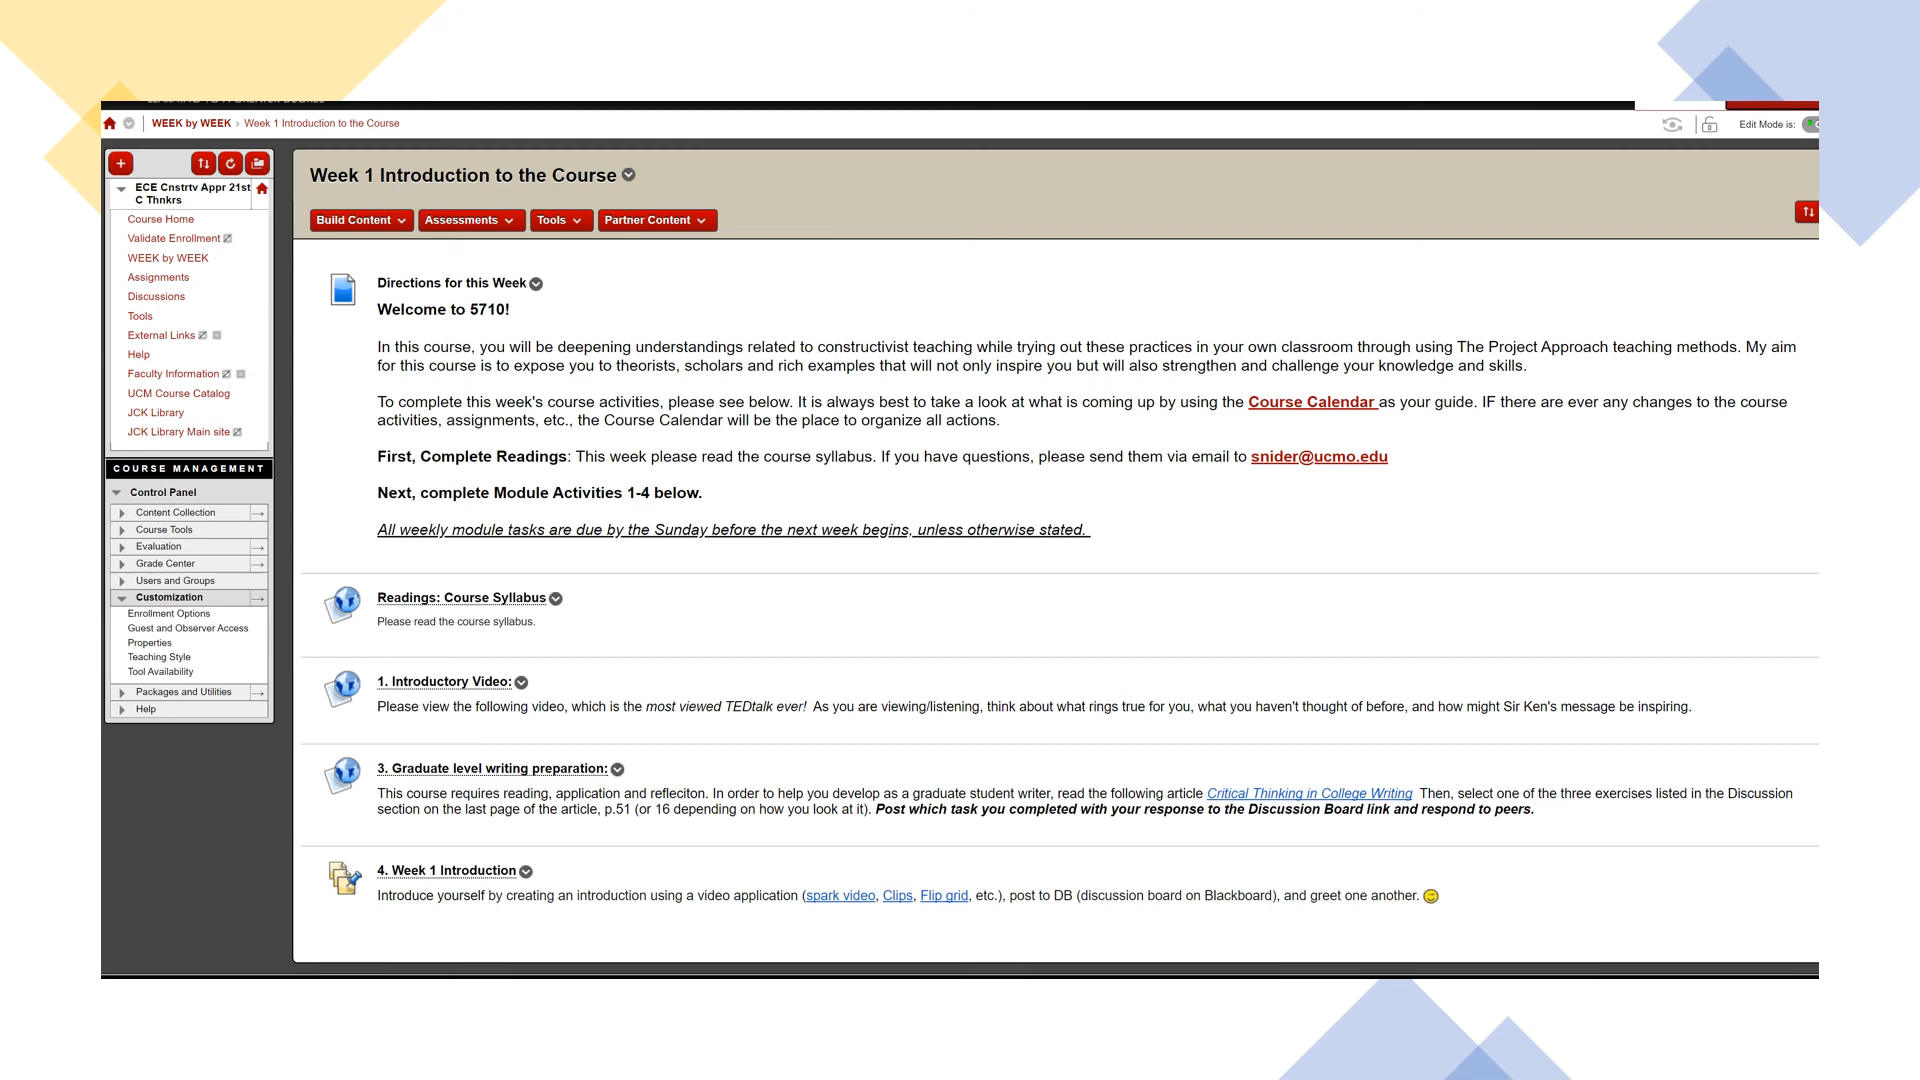 WEEK by WEEK › Week 1 Introduction to the Course
Edit Mode is:
ECE Cnstrtv Appr 21st
C Thnkrs
Course Home
Validate Enrollment
WEEK by WEEK
Assignments
Discussions
Tools
External Links
Help
Faculty Information
UCM Course Catalog
JCK Library
JCK Library Main site
COURSE MANAGEMENT
Control Panel
Content Collection
Course Tools
Evaluation
Grade Center
Users and Groups
Customization
Enrollment Options
Guest and Observer Access
Properties
Teaching Style
Tool Availability
Packages and Utilities
Help
Week 1 Introduction to the Course
Build Content Assessments Tools Partner Content
Directions for this Week
Welcome to 5710!
In this course, you will be deepening understandings related to constructivist teaching while trying out these practices in your own classroom through using The Project Approach teaching methods. My aim
for this course is to expose you to theorists, scholars and rich examples that will not only inspire you but will also strengthen and challenge your knowledge and skills.
To complete this week's course activities, please see below. It is always best to take a look at what is coming up by using the Course Calendar as your guide. IF there are ever any changes to the course
activities, assignments, etc., the Course Calendar will be the place to organize all actions.
First, Complete Readings: This week please read the course syllabus. If you have questions, please send them via email to snider@ucmo.edu
Next, complete Module Activities 1-4 below.
All weekly module tasks are due by the Sunday before the next week begins, unless otherwise stated.
Readings: Course Syllabus
Please read the course syllabus.
1. Introductory Video:
Please view the following video, which is the most viewed TEDtalk ever! As you are viewing/listening, think about what rings true for you, what you haven't thought of before, and how might Sir Ken's message be inspiring.
3. Graduate level writing preparation:
This course requires reading, application and refleciton. In order to help you develop as a graduate student writer, read the following article Critical Thinking in College Writing Then, select one of the three exercises listed in the Discussion
section on the last page of the article, p.51 (or 16 depending on how you look at it). Post which task you completed with your response to the Discussion Board link and respond to peers.
4. Week 1 Introduction
Introduce yourself by creating an introduction using a video application (spark video, Clips, Flip grid, etc.), post to DB (discussion board on Blackboard), and greet one another.